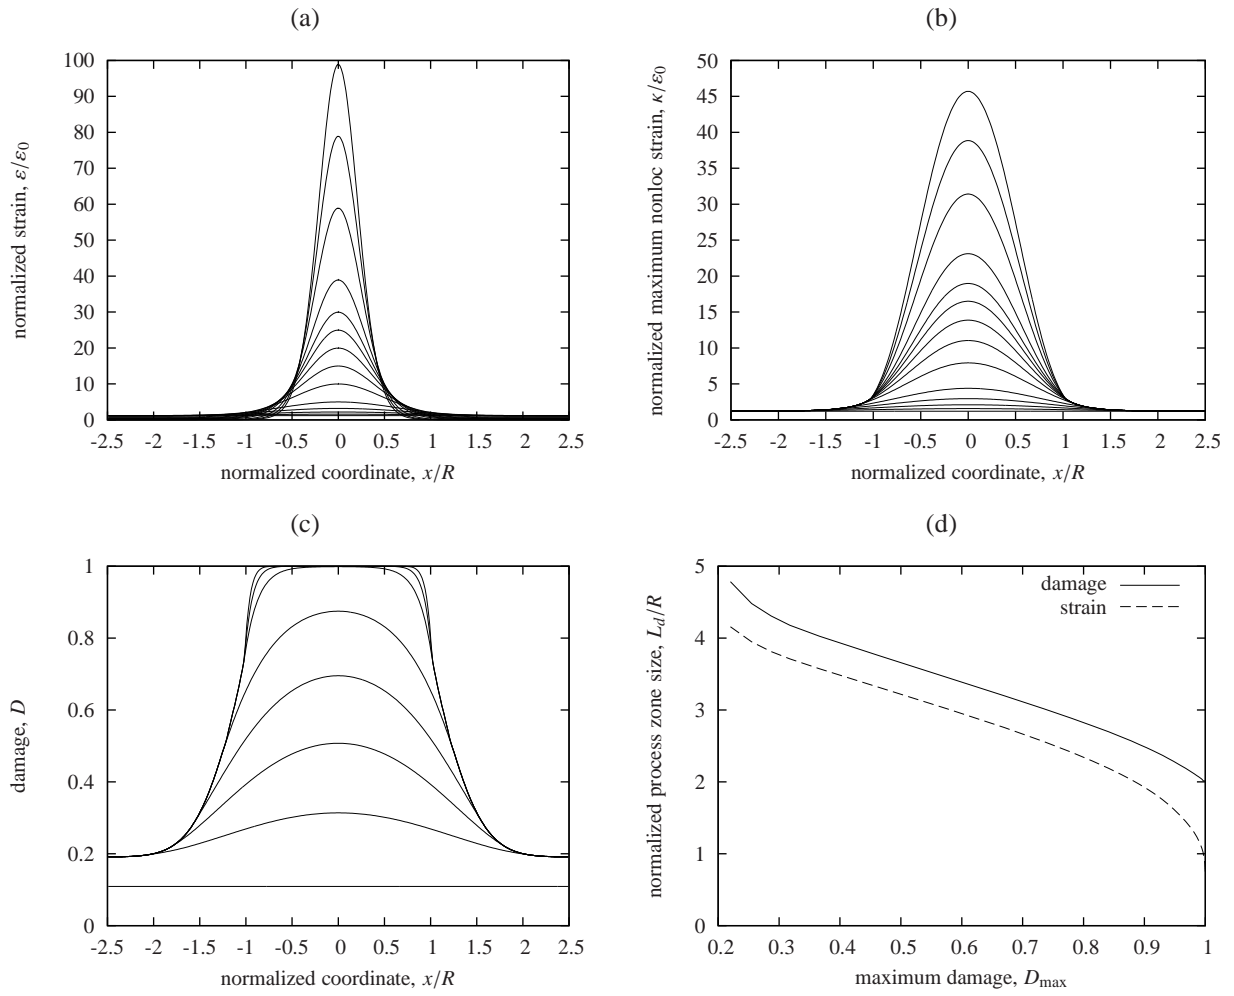 (a)
normalized strain, ε/ε0
100
90
80
70
60
50
40
30
20
10
0
-2.5 -2 -1.5 -1 -0.5 0 0.5 1 1.5 2 2.5
normalized coordinate, x/R
(b)
normalized maximum nonloc strain, κ/ε0
50
45
40
35
30
25
20
15
10
5
0
-2.5 -2 -1.5 -1 -0.5 0 0.5 1 1.5 2 2.5
normalized coordinate, x/R
(c)
damage, D
1
0.8
0.6
0.4
0.2
0
-2.5 -2 -1.5 -1 -0.5 0 0.5 1 1.5 2 2.5
normalized coordinate, x/R
(d)
normalized process zone size, Ld/R
5
4
3
2
1
0
damage
strain
0.2 0.3 0.4 0.5 0.6 0.7 0.8 0.9 1
maximum damage, Dmax